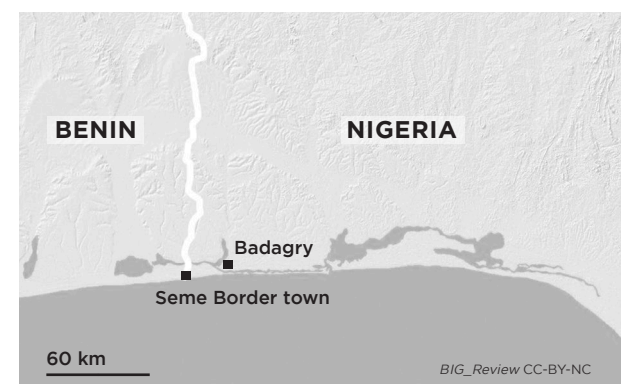 BENIN
NIGERIA
Badagry
Seme Border town
60 km
BIG_Review CC-BY-NC